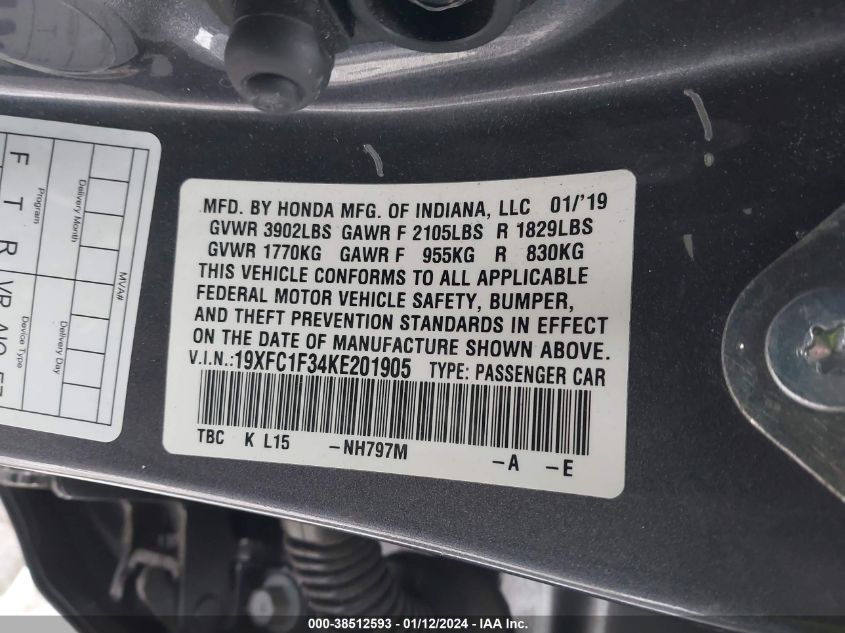 MFD. BY HONDA MFG. OF INDIANA, LLC 01/'19
GVWR 3902LBS GAWR F 2105LBS R 1829LBS
GVWR 1770KG GAWR F 955KG R 830KG
THIS VEHICLE CONFORMS TO ALL APPLICABLE
FEDERAL MOTOR VEHICLE SAFETY, BUMPER,
AND THEFT PREVENTION STANDARDS IN EFFECT
ON THE DATE OF MANUFACTURE SHOWN ABOVE.
V.I.N.:19XFC1F34KE201905 TYPE: PASSENGER CAR
TBC K L15 -NH797M -A -E
Delivery Month
Program
F T R
MVA#
Delivery Ex
Device Type
000-38512593 - 01/12/2024 - IAA Inc.